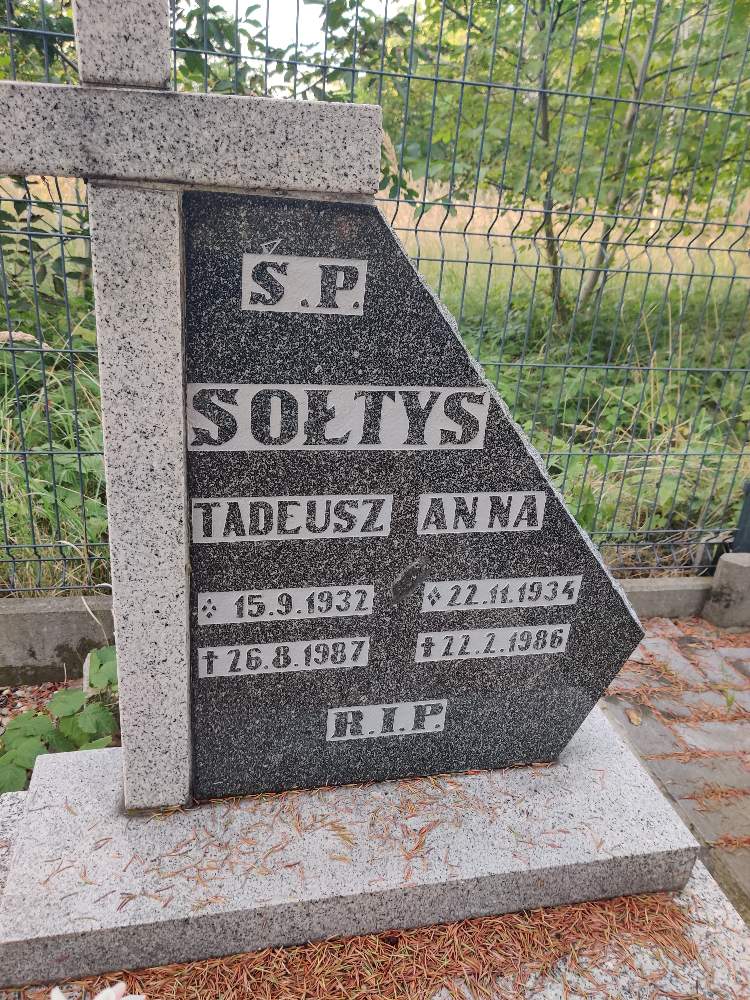 Ś.P.
SOŁTYS
TADEUSZ ANNA
15.9.1932 22.11.1934
✝26.8.1987 ✝22.2.1986
R.I.P.